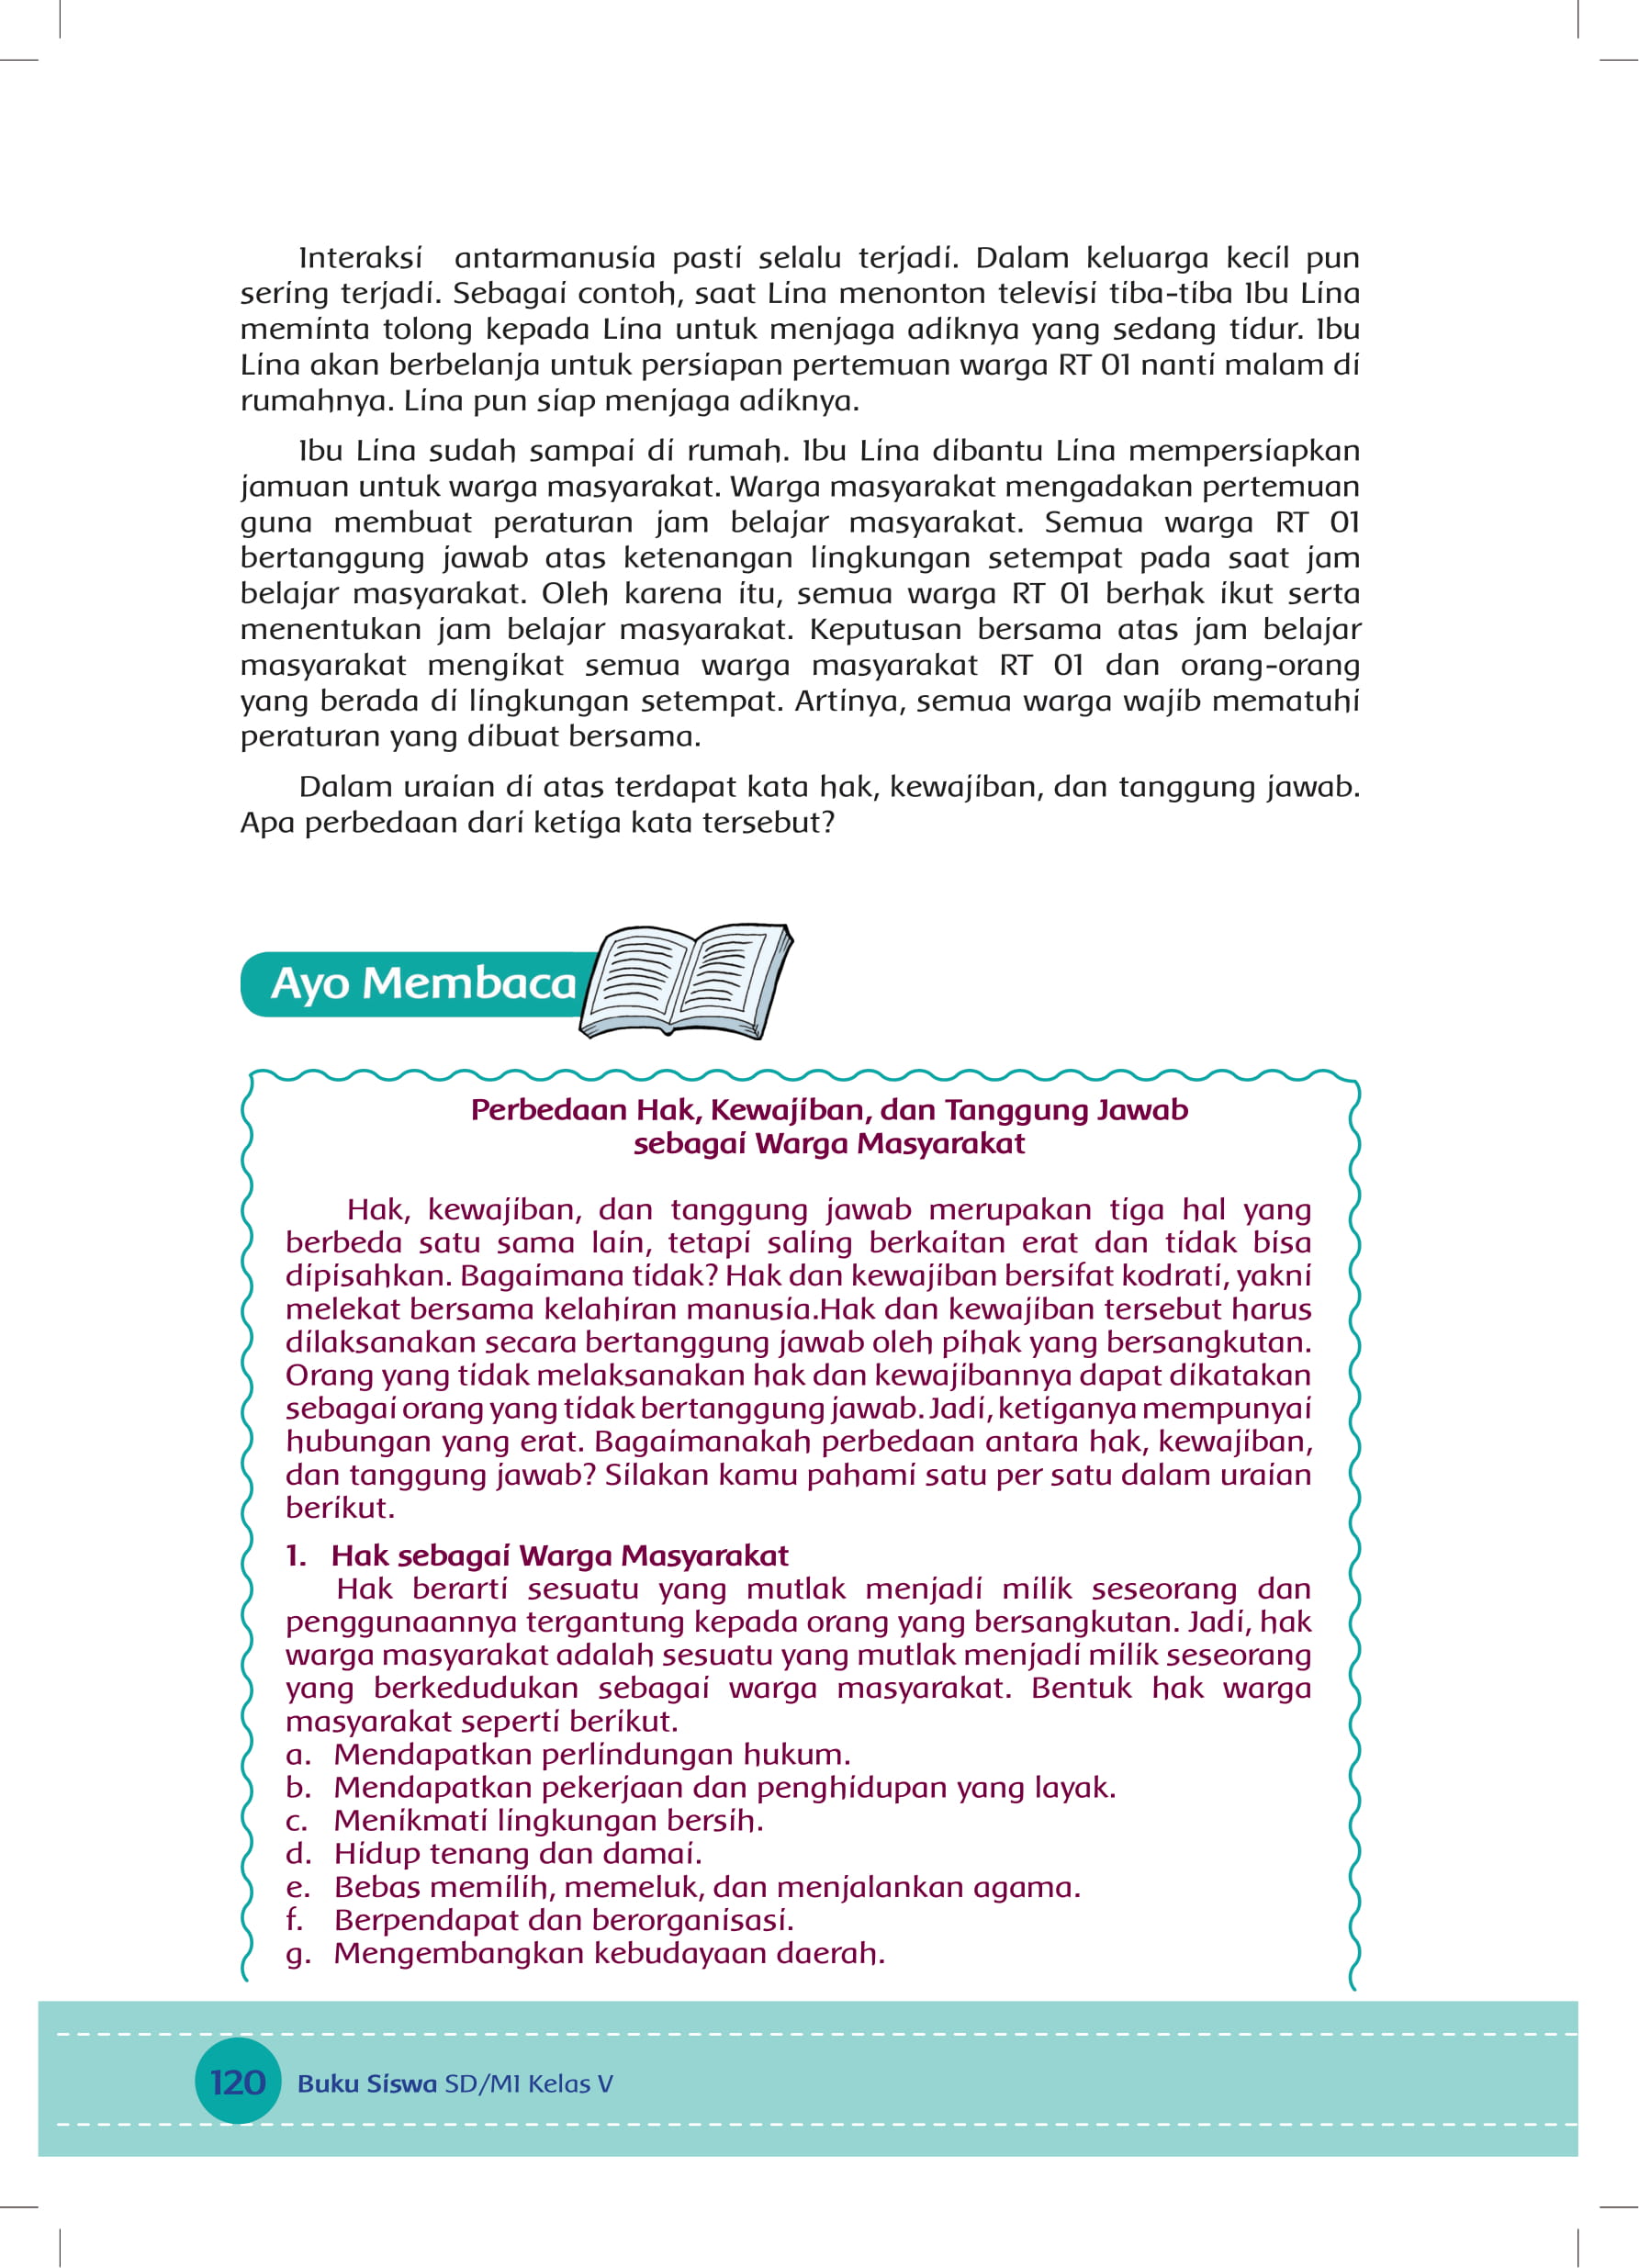 Interaksi antarmanusia pasti selalu terjadi. Dalam keluarga kecil pun
sering terjadi. Sebagai contoh, saat Lina menonton televisi tiba-tiba Ibu Lina
meminta tolong kepada Lina untuk menjaga adiknya yang sedang tidur. Ibu
Lina akan berbelanja untuk persiapan pertemuan warga RT 01 nanti malam di
rumahnya. Lina pun siap menjaga adiknya.
Ibu Lina sudah sampai di rumah. Ibu Lina dibantu Lina mempersiapkan
jamuan untuk warga masyarakat. Warga masyarakat mengadakan pertemuan
guna membuat peraturan jam belajar masyarakat. Semua warga RT 01
bertanggung jawab atas ketenangan lingkungan setempat pada saat jam
belajar masyarakat. Oleh karena itu, semua warga RT 01 berhak ikut serta
menentukan jam belajar masyarakat. Keputusan bersama atas jam belajar
masyarakat mengikat semua warga masyarakat RT 01 dan orang-orang
yang berada di lingkungan setempat. Artinya, semua warga wajib mematuhi
peraturan yang dibuat bersama.
Dalam uraian di atas terdapat kata hak, kewajiban, dan tanggung jawab.
Apa perbedaan dari ketiga kata tersebut?
Ayo Membaca
Perbedaan Hak, Kewajiban, dan Tanggung Jawab
sebagai Warga Masyarakat
Hak, kewajiban, dan tanggung jawab merupakan tiga hal yang
berbeda satu sama lain, tetapi saling berkaitan erat dan tidak bisa
dipisahkan. Bagaimana tidak? Hak dan kewajiban bersifat kodrati, yakni
melekat bersama kelahiran manusia.Hak dan kewajiban tersebut harus
dilaksanakan secara bertanggung jawab oleh pihak yang bersangkutan.
Orang yang tidak melaksanakan hak dan kewajibannya dapat dikatakan
sebagai orang yang tidak bertanggung jawab. Jadi, ketiganya mempunyai
hubungan yang erat. Bagaimanakah perbedaan antara hak, kewajiban,
dan tanggung jawab? Silakan kamu pahami satu per satu dalam uraian
berikut.
1. Hak sebagai Warga Masyarakat
Hak berarti sesuatu yang mutlak menjadi milik seseorang dan
penggunaannya tergantung kepada orang yang bersangkutan. Jadi, hak
warga masyarakat adalah sesuatu yang mutlak menjadi milik seseorang
yang berkedudukan sebagai warga masyarakat. Bentuk hak warga
masyarakat seperti berikut.
a. Mendapatkan perlindungan hukum.
b. Mendapatkan pekerjaan dan penghidupan yang layak.
c. Menikmati lingkungan bersih.
d. Hidup tenang dan damai.
e. Bebas memilih, memeluk, dan menjalankan agama.
f. Berpendapat dan berorganisasi.
g. Mengembangkan kebudayaan daerah.
120 Buku Siswa SD/MI Kelas V